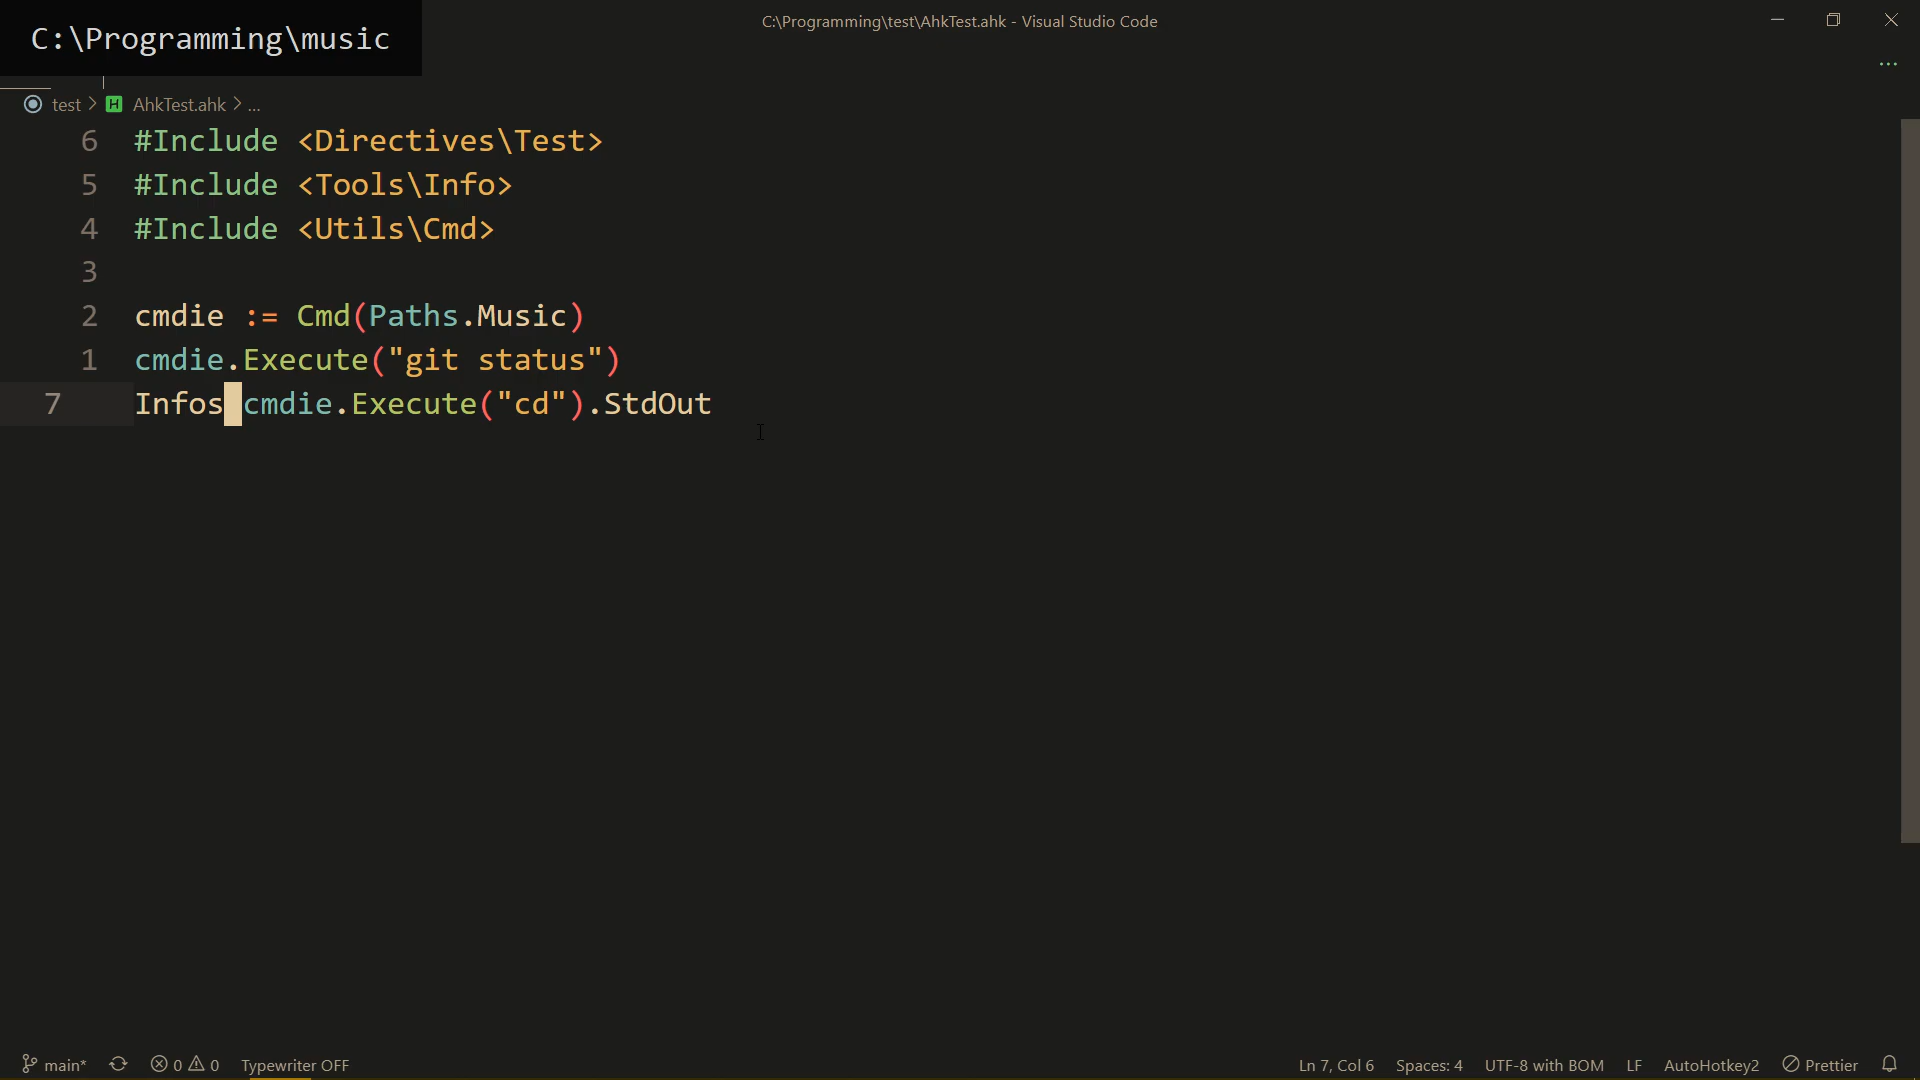 C:\Programming\music
C:\Programming\test\AhkTest.ahk - Visual Studio Code
...
test > AhkTest.ahk > ...
6 #Include <Directives\Test>
5 #Include <Tools\Info>
4 #Include <Utils\Cmd>
3
2 cmdie := Cmd(Paths.Music)
1 cmdie.Execute("git status")
7 Infos cmdie.Execute("cd").StdOut
main* 0 0 Typewriter OFF Ln 7, Col 6 Spaces: 4 UTF-8 with BOM LF AutoHotkey2 Prettier